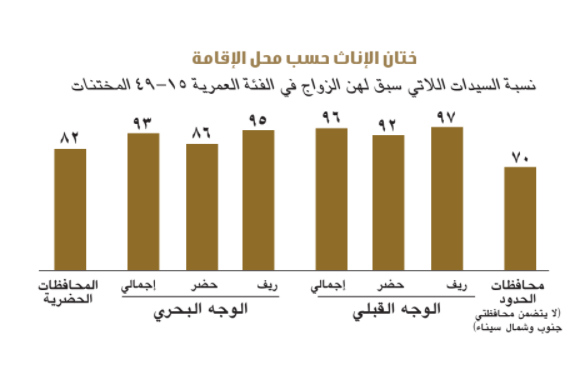 ختان الإناث حسب محل الإقامة
نسبة السيدات اللاتي سبق لهن الزواج في الفئة العمرية ١٥–٤٩ المختنات
٩٧
٩٢
٩٦
٩٥
٨٦
٩٣
٨٢
٧٠
محافظات
الحدود
(لا يتضمن محافظتي
جنوب وشمال سيناء)
ريف
حضر
إجمالي
الوجه القبلي
ريف
حضر
إجمالي
الوجه البحري
المحافظات
الحضرية